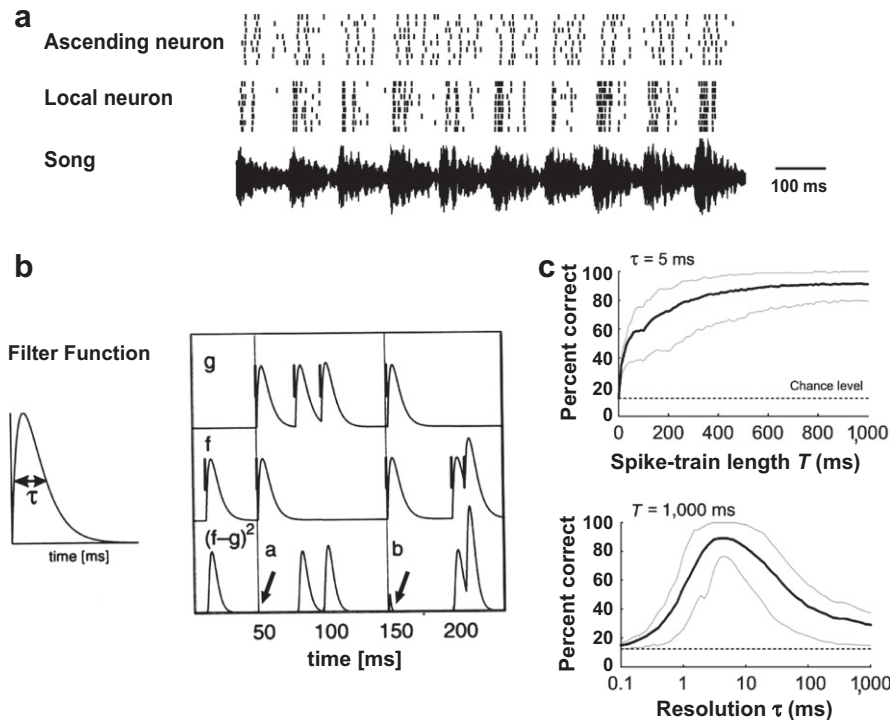 a
Ascending neuron
Local neuron
Song
100 ms
b
Filter Function
τ
time [ms]
g
f
(f–g)²
a
b
50
100
150
200
time [ms]
c
τ = 5 ms
Percent correct
100
80
60
40
20
0
Chance level
0
200
400
600
800
1,000
Spike-train length T (ms)
T = 1,000 ms
Percent correct
100
80
60
40
20
0
0.1
1
10
100
1,000
Resolution τ (ms)